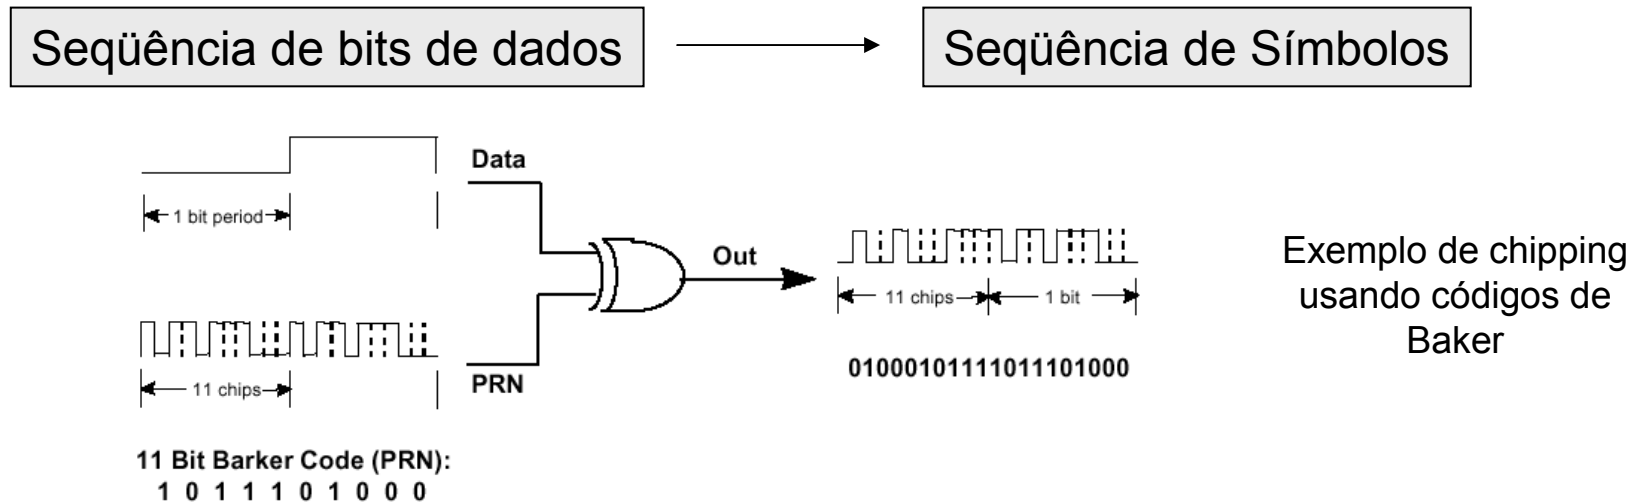 Seqüência de bits de dados
Seqüência de Símbolos
Data
1 bit period
Out
11 chips
1 bit
Exemplo de chipping
usando códigos de
Baker
11 chips
PRN
010001011111011101000
11 Bit Barker Code (PRN):
1 0 1 1 1 0 1 0 0 0